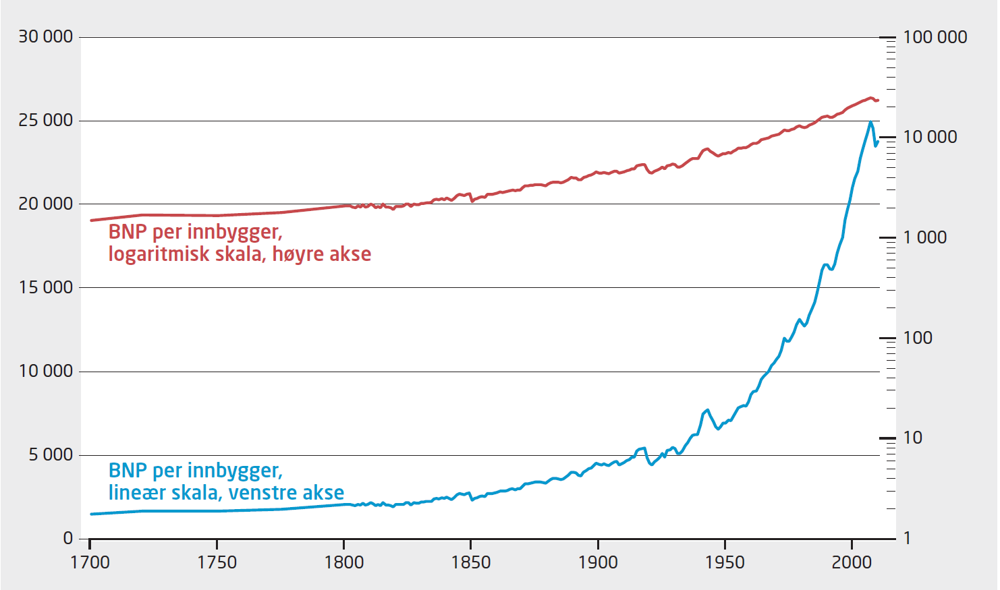 30 000
25 000
20 000
15 000
10 000
5 000
0
100 000
10 000
1 000
100
10
1
BNP per innbygger,
logaritmisk skala, høyre akse
BNP per innbygger,
lineær skala, venstre akse
1700 1750 1800 1850 1900 1950 2000